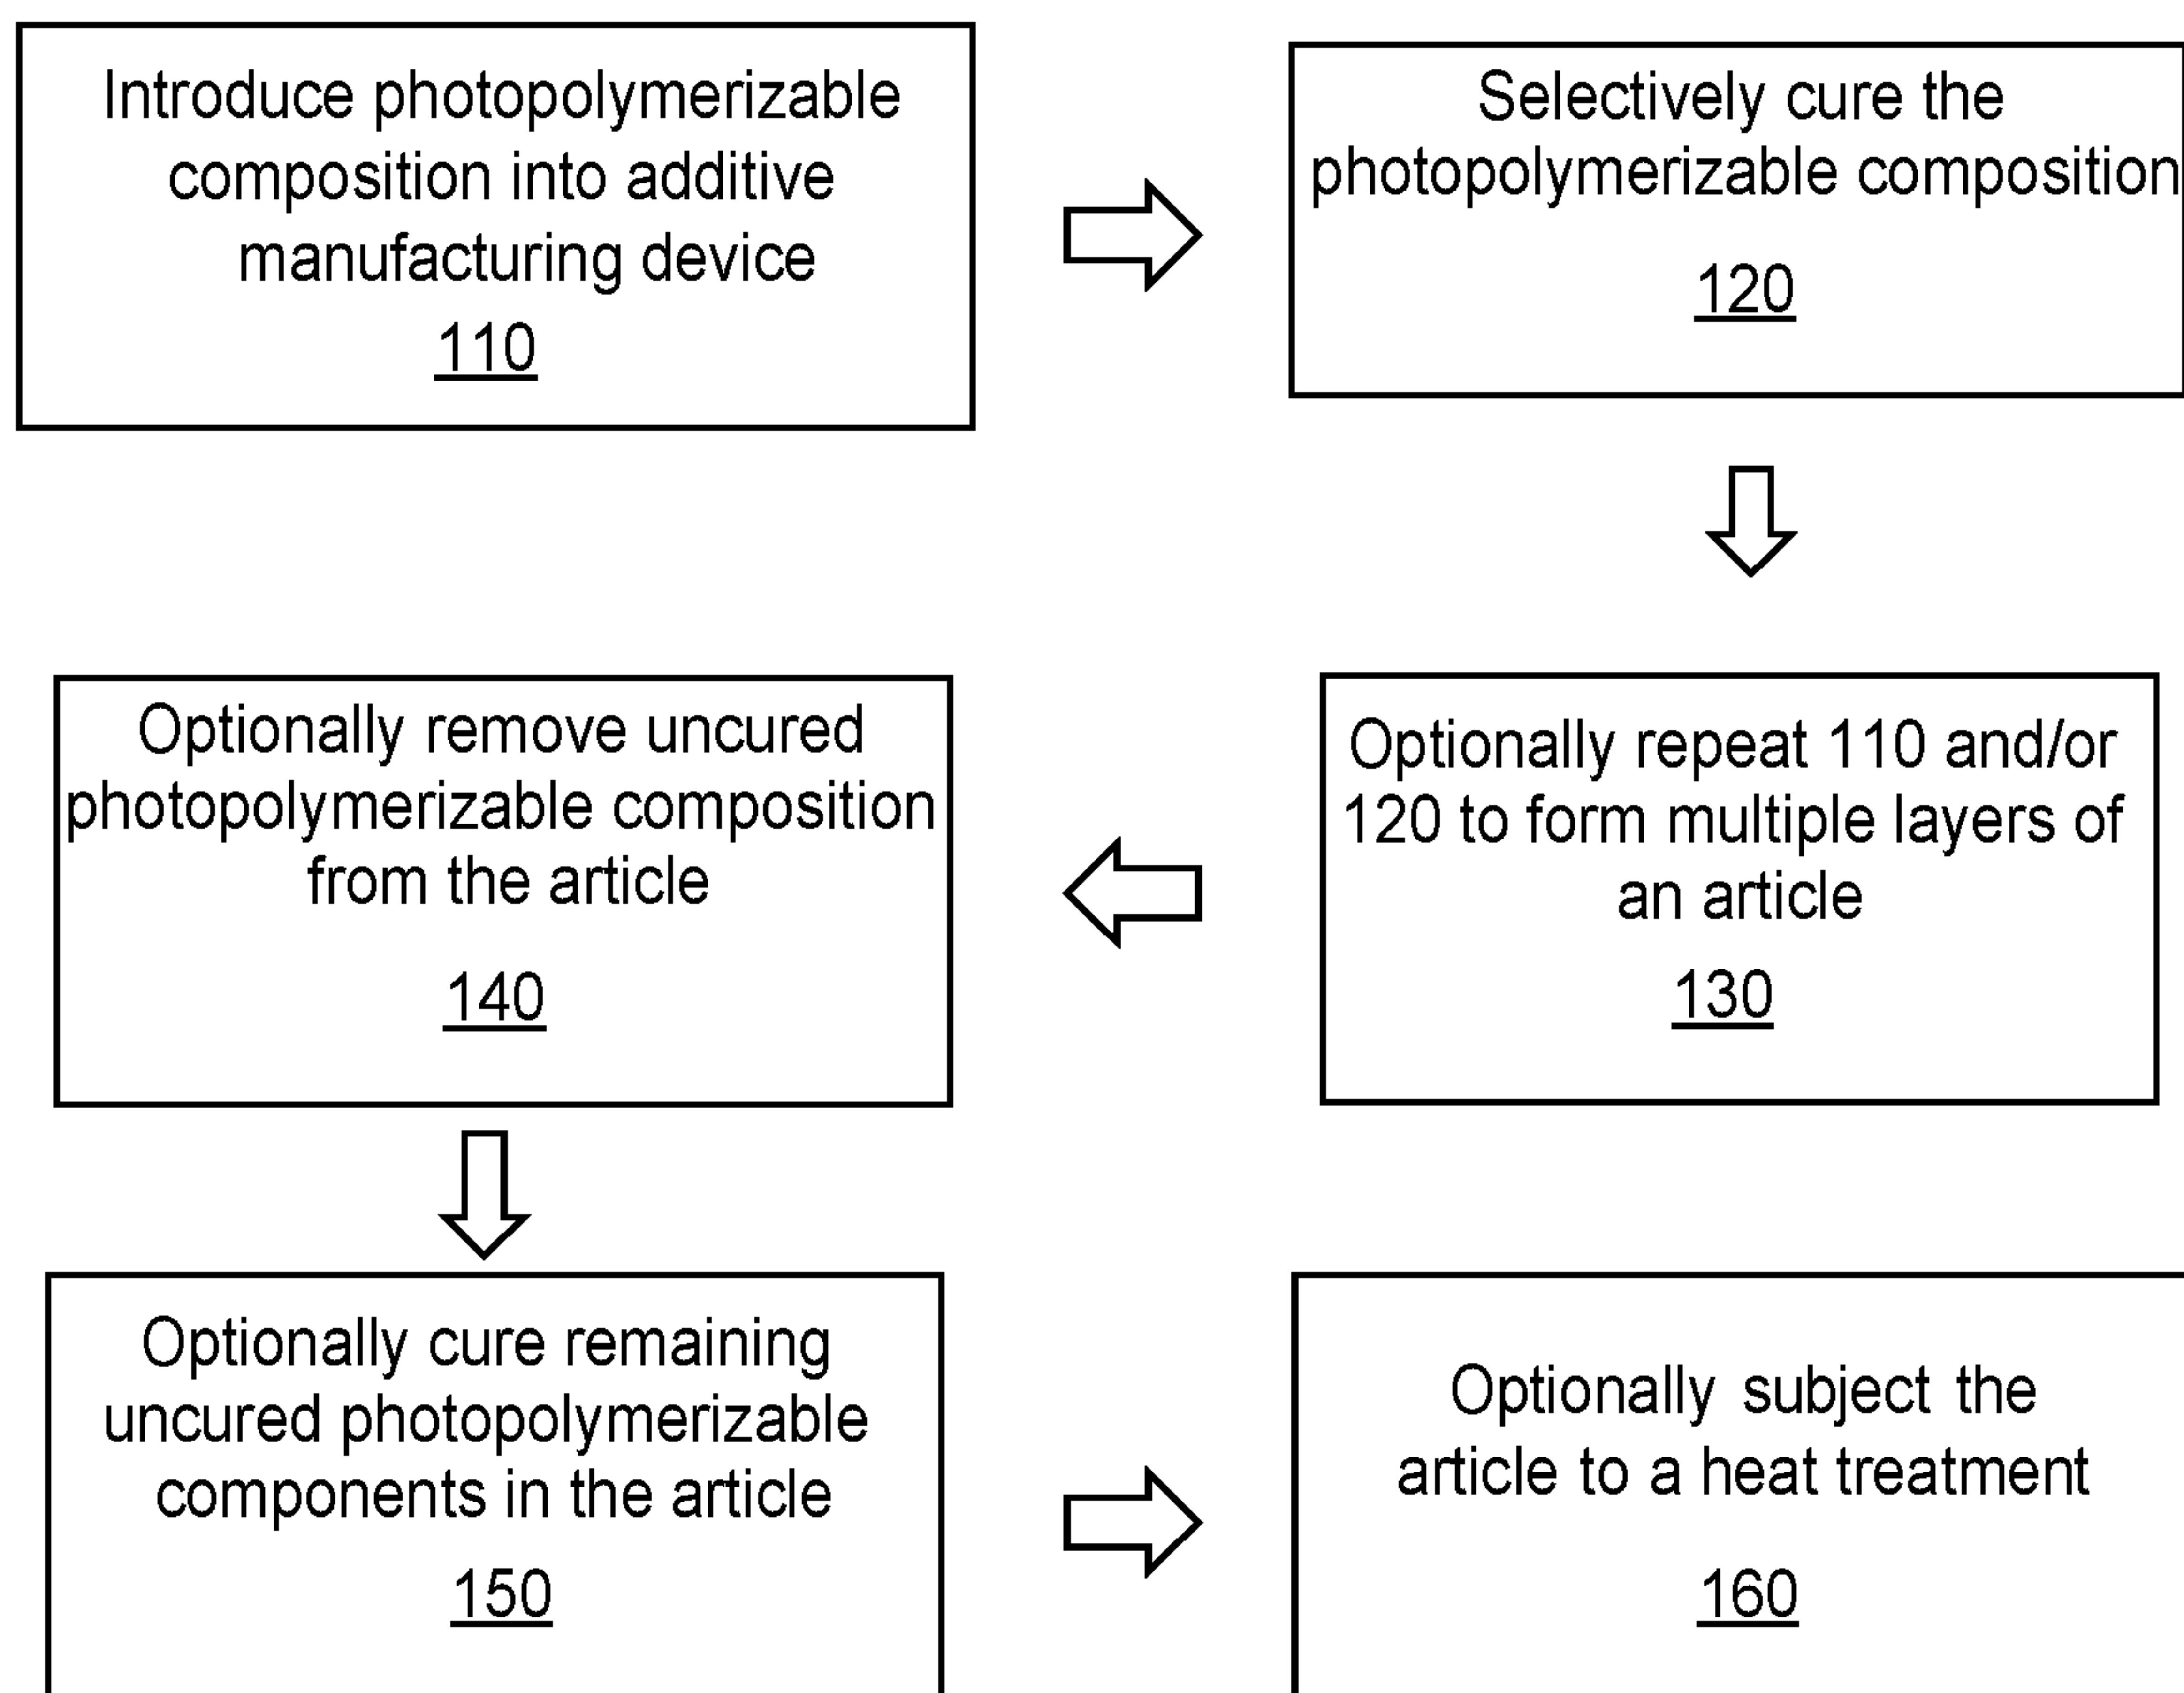 Introduce photopolymerizable
composition into additive
manufacturing device
110
Selectively cure the
photopolymerizable composition
120
Optionally repeat 110 and/or
120 to form multiple layers of
an article
130
Optionally remove uncured
photopolymerizable composition
from the article
140
Optionally cure remaining
uncured photopolymerizable
components in the article
150
Optionally subject the
article to a heat treatment
160